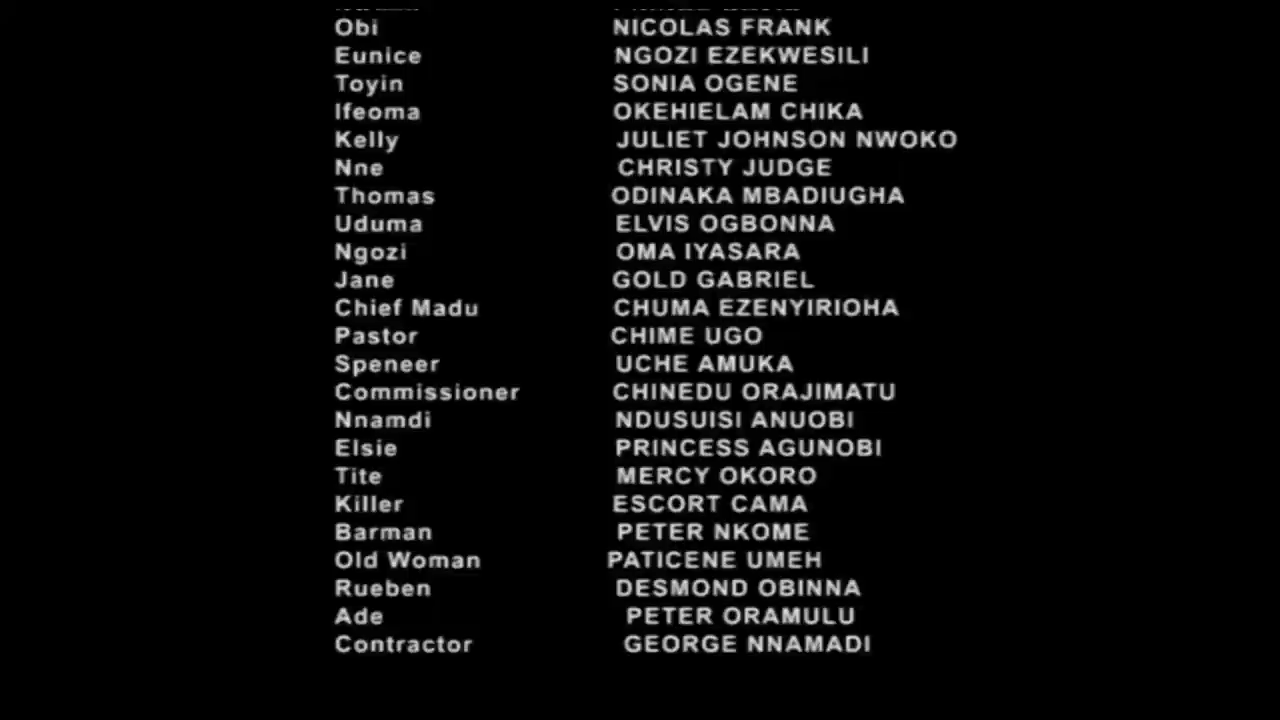 Obi NICOLAS FRANK
Eunice NGOZI EZEKWESILI
Toyin SONIA OGENE
Ifeoma OKEHIELAM CHIKA
Kelly JULIET JOHNSON NWOKO
Nne CHRISTY JUDGE
Thomas ODINAKA MBADIUGHA
Uduma ELVIS OGBONNA
Ngozi OMA IYASARA
Jane GOLD GABRIEL
Chief Madu CHUMA EZENYIRIOHA
Pastor CHIME UGO
Speneer UCHE AMUKA
Commissioner CHINEDU ORAJIMATU
Nnamdi NDUSUISI ANUOBI
Elsie PRINCESS AGUNOBI
Tite MERCY OKORO
Killer ESCORT CAMA
Barman PETER NKOME
Old Woman PATICENE UMEH
Rueben DESMOND OBINNA
Ade PETER ORAMULU
Contractor GEORGE NNAMADI